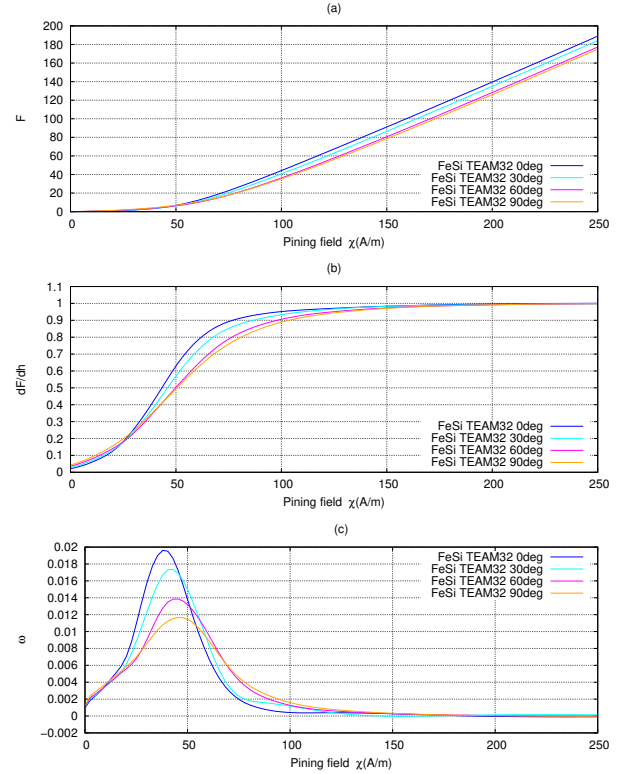 (a)
200
180
160
140
120
100
80
60
40
20
0
F
FeSi TEAM32 0deg
FeSi TEAM32 30deg
FeSi TEAM32 60deg
FeSi TEAM32 90deg
0 50 100 150 200 250
Pining field χ(A/m)
(b)
1.1
1
0.9
0.8
0.7
0.6
0.5
0.4
0.3
0.2
0.1
0
dF/dh
FeSi TEAM32 0deg
FeSi TEAM32 30deg
FeSi TEAM32 60deg
FeSi TEAM32 90deg
0 50 100 150 200 250
Pining field χ(A/m)
(c)
0.02
0.018
0.016
0.014
0.012
0.01
0.008
0.006
0.004
0.002
0
−0.002
ω
FeSi TEAM32 0deg
FeSi TEAM32 30deg
FeSi TEAM32 60deg
FeSi TEAM32 90deg
0 50 100 150 200 250
Pining field χ(A/m)